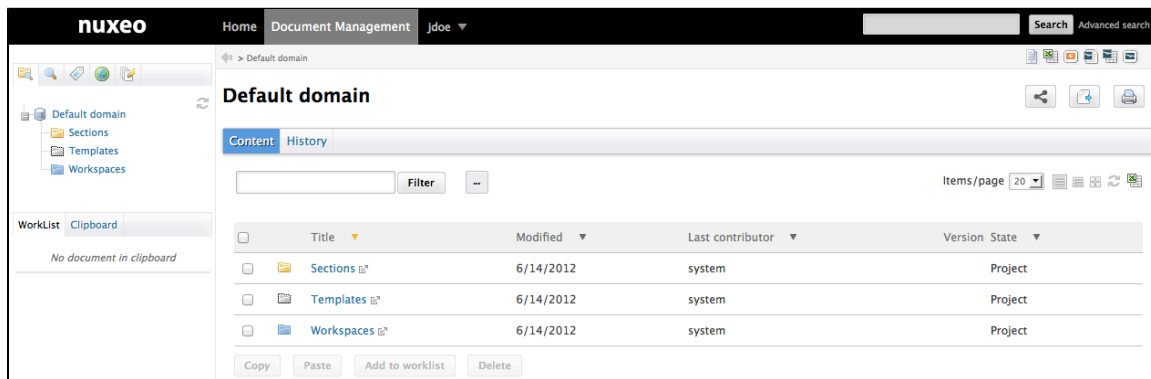 nuxeo Home Document Management jdoe Search Advanced search
> Default domain
Default domain
Default domain
Sections
Templates
Workspaces
Content History
Filter ... Items/page 20
WorkList Clipboard
No document in clipboard
Title Modified Last contributor Version State
Sections 6/14/2012 system Project
Templates 6/14/2012 system Project
Workspaces 6/14/2012 system Project
Copy Paste Add to worklist Delete